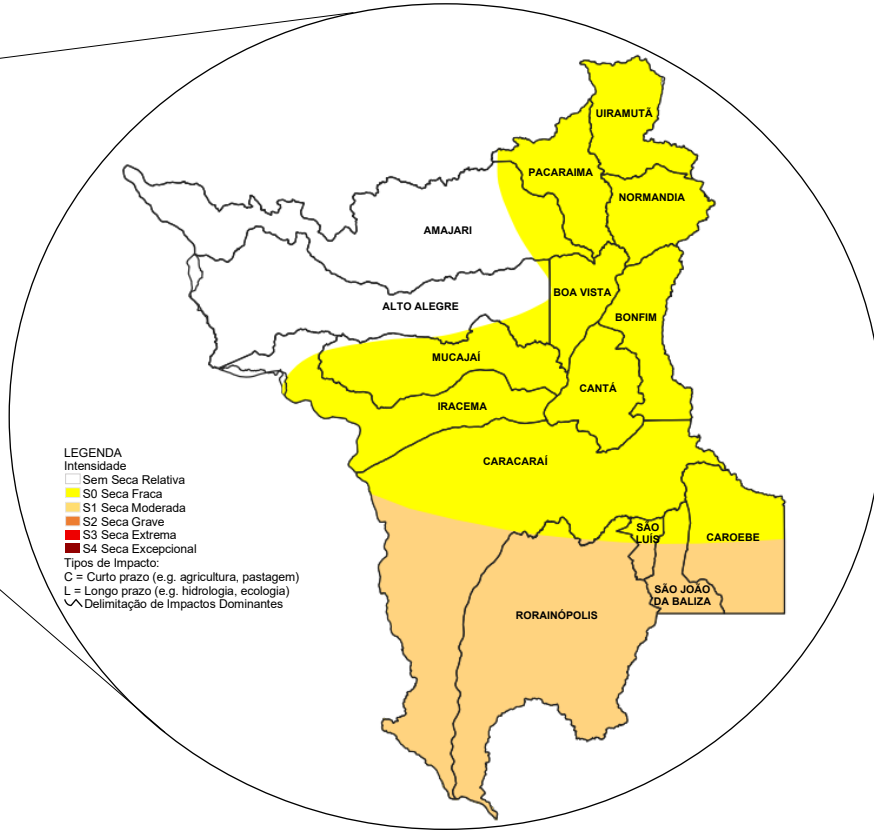 UIRAMUTÃ
PACARAIMA
NORMANDIA
AMAJARI
BOA VISTA
ALTO ALEGRE
BONFIM
MUCAJAÍ
CANTÁ
IRACEMA
CARACARAÍ
SÃO
LUÍS
CAROEBE
SÃO JOÃO
DA BALIZA
RORAINÓPOLIS
LEGENDA
Intensidade
Sem Seca Relativa
S0 Seca Fraca
S1 Seca Moderada
S2 Seca Grave
S3 Seca Extrema
S4 Seca Excepcional
Tipos de Impacto:
C = Curto prazo (e.g. agricultura, pastagem)
L = Longo prazo (e.g. hidrologia, ecologia)
Delimitação de Impactos Dominantes